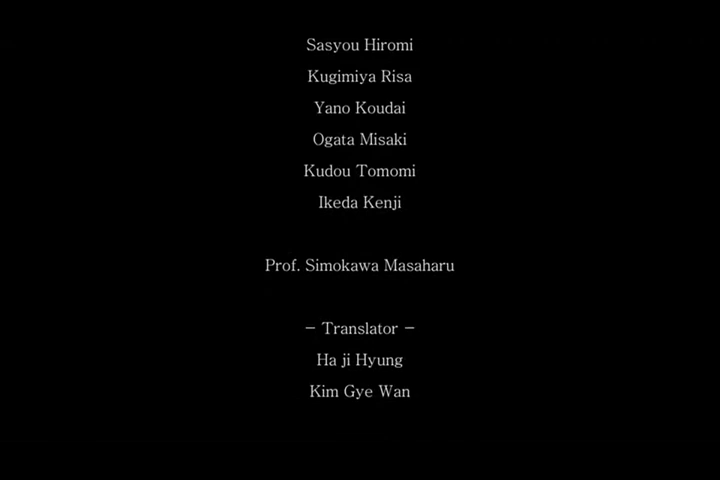 Sasyou Hiromi
Kugimiya Risa
Yano Koudai
Ogata Misaki
Kudou Tomomi
Ikeda Kenji
Prof. Simokawa Masaharu
− Translator −
Ha ji Hyung
Kim Gye Wan